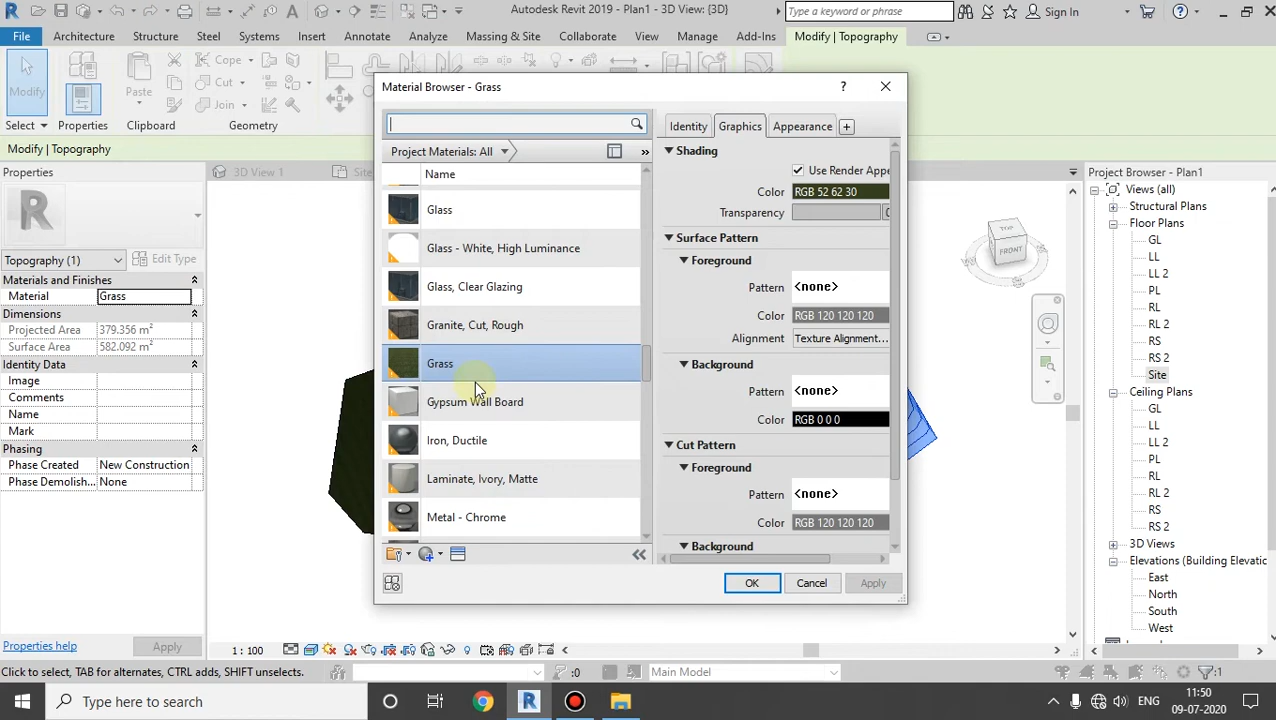 Autodesk Revit 2019 - Plan1 - 3D View: {3D}
Type a keyword or phrase
Sign In
File
Architecture
Structure
Steel
Systems
Insert
Annotate
Analyze
Massing & Site
Collaborate
View
Manage
Add-Ins
Modify | Topography
Modify
Paste
Cope
Cut
Join
Select
Properties
Clipboard
Geometry
Modify | Topography
Properties
Topography (1)
Edit Type
Materials and Finishes
Material
Grass
Dimensions
Projected Area
379.356 m²
Surface Area
582.092 m²
Identity Data
Image
Comments
Name
Mark
Phasing
Phase Created
New Construction
Phase Demolish...
None
Properties help
Apply
3D View 1
Site
Material Browser - Grass
?
Project Materials: All
Name
Glass
Glass - White, High Luminance
Glass, Clear Glazing
Granite, Cut, Rough
Grass
Gypsum Wall Board
Iron, Ductile
Laminate, Ivory, Matte
Metal - Chrome
Identity
Graphics
Appearance
Shading
Use Render Appe
Color
RGB 52 62 30
Transparency
Surface Pattern
Foreground
Pattern
<none>
Color
RGB 120 120 120
Alignment
Texture Alignment...
Background
Pattern
<none>
Color
RGB 0 0 0
Cut Pattern
Foreground
Pattern
<none>
Color
RGB 120 120 120
Background
OK
Cancel
Apply
TOP
FRONT
Project Browser - Plan1
Views (all)
Structural Plans
Floor Plans
GL
LL
LL 2
PL
RL
RL 2
RS
RS 2
Site
Ceiling Plans
GL
LL
LL 2
PL
RL
RL 2
RS
RS 2
3D Views
Elevations (Building Elevatic
East
North
South
West
1 : 100
Click to select, TAB for alternates, CTRL adds, SHIFT unselects.
:0
Main Model
:1
Type here to search
ENG
11:50
09-07-2020